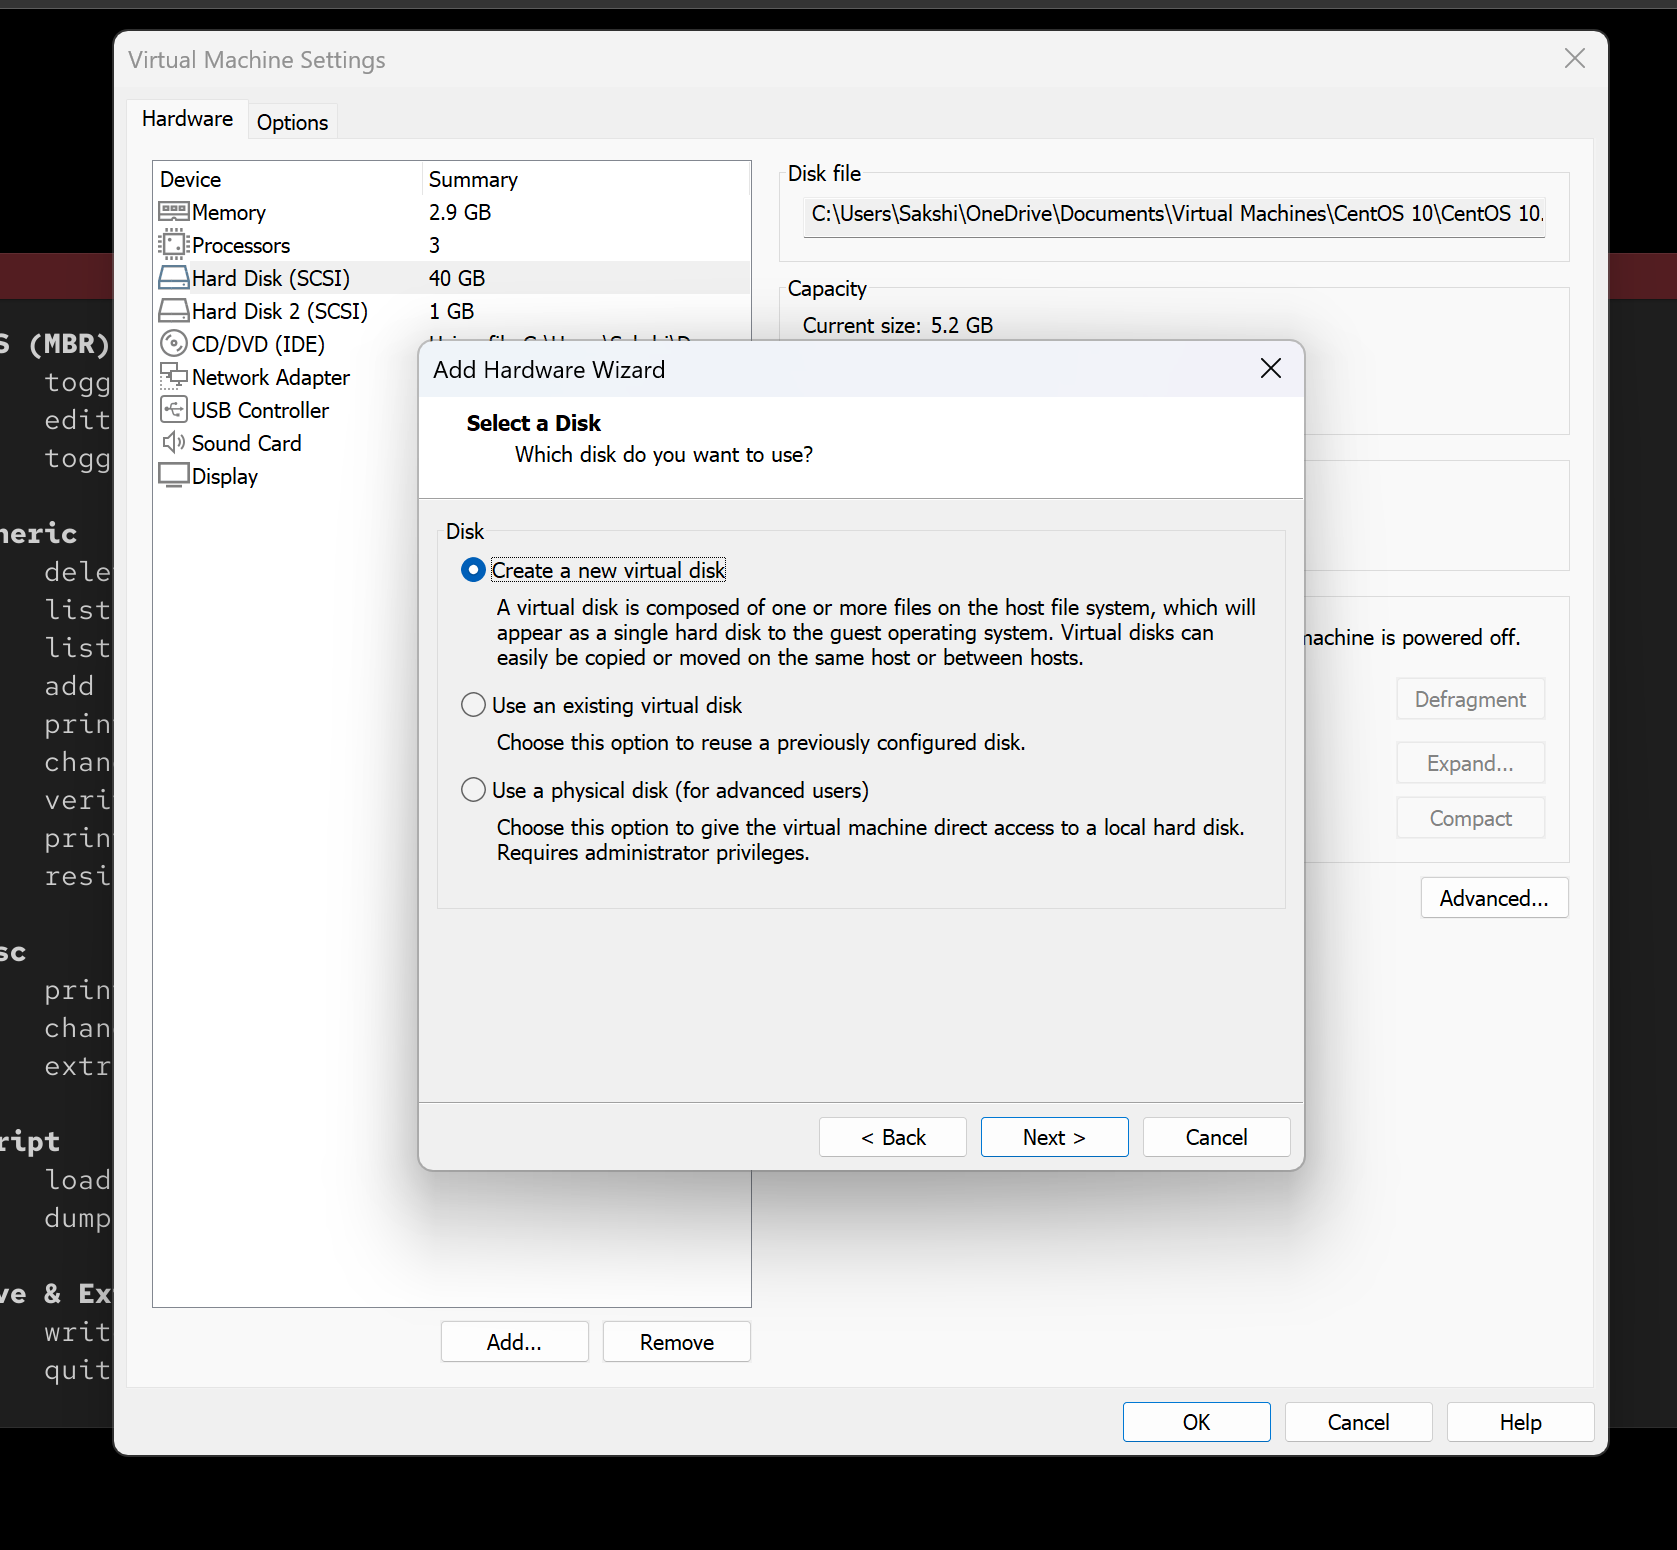 Virtual Machine Settings
Hardware
Options
Device Summary
Memory 2.9 GB
Processors 3
Hard Disk (SCSI) 40 GB
Hard Disk 2 (SCSI) 1 GB
CD/DVD (IDE)
Network Adapter
USB Controller
Sound Card
Display
Add...
Remove
Disk file
C:\Users\Sakshi\OneDrive\Documents\Virtual Machines\CentOS 10\CentOS 10.
Capacity
Current size: 5.2 GB
machine is powered off.
Defragment
Expand...
Compact
Advanced...
Add Hardware Wizard
Select a Disk
Which disk do you want to use?
Disk
Create a new virtual disk
A virtual disk is composed of one or more files on the host file system, which will
appear as a single hard disk to the guest operating system. Virtual disks can
easily be copied or moved on the same host or between hosts.
Use an existing virtual disk
Choose this option to reuse a previously configured disk.
Use a physical disk (for advanced users)
Choose this option to give the virtual machine direct access to a local hard disk.
Requires administrator privileges.
< Back
Next >
Cancel
OK
Cancel
Help
S (MBR)
togg
edit
togg
neric
dele
list
list
add
prin
chan
veri
prin
resi
sc
prin
chan
extr
ript
load
dump
ve & Ex
writ
quit